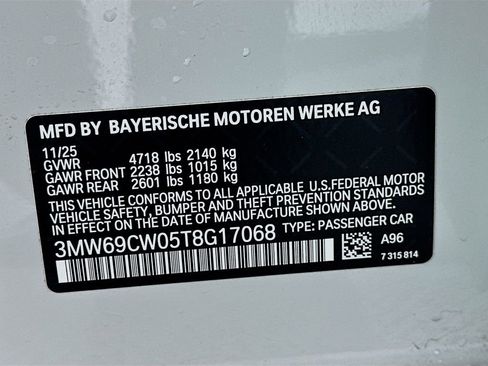 MFD BY BAYERISCHE MOTOREN WERKE AG
11/25
GVWR 4718 lbs 2140 kg
GAWR FRONT 2238 lbs 1015 kg
GAWR REAR 2601 lbs 1180 kg
THIS VEHICLE CONFORMS TO ALL APPLICABLE U.S.FEDERAL MOTOR
VEHICLE SAFETY, BUMPER AND THEFT PREVENTION STANDARDS
IN EFFECT ON THE DATE OF MANUFACTURE SHOWN ABOVE.
3MW69CW05T8G17068 TYPE: PASSENGER CAR
A96
7 315 814